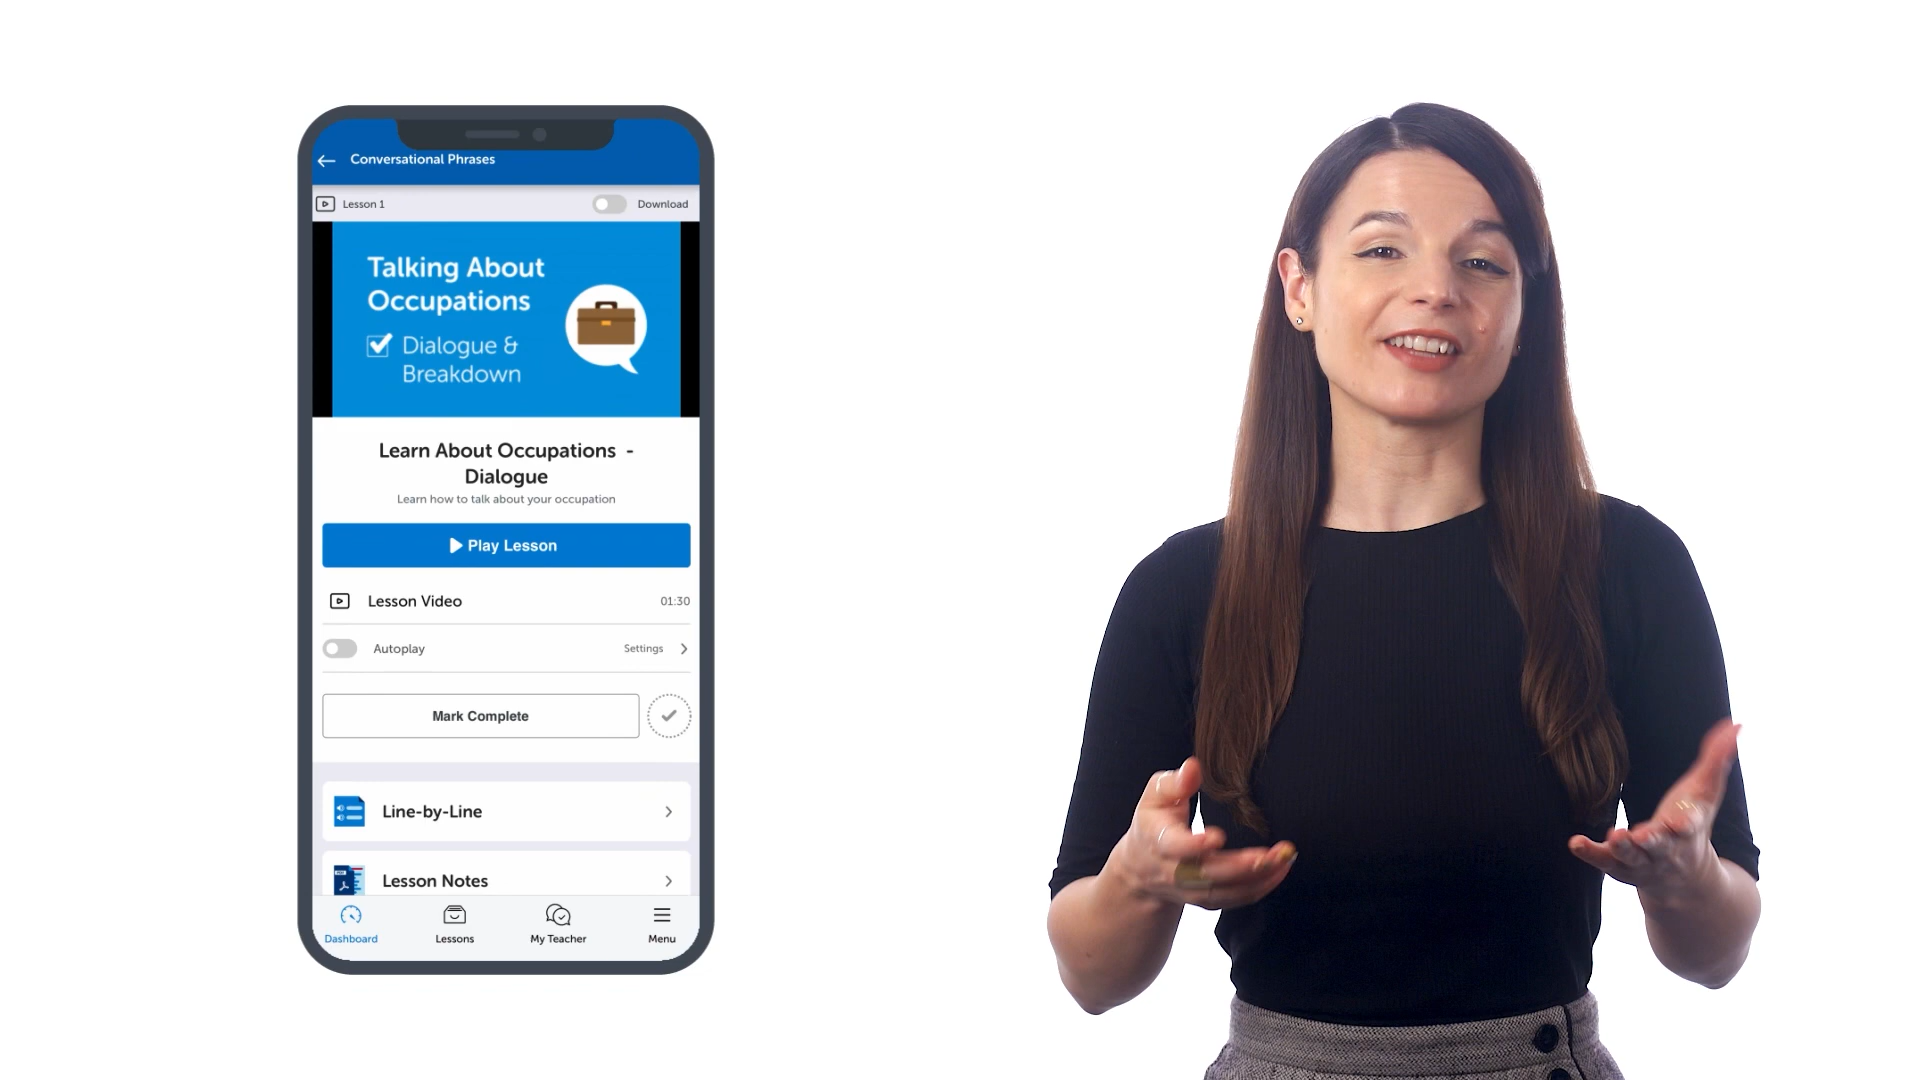 Conversational Phrases
Lesson 1
Download
Talking About
Occupations
Dialogue &
Breakdown
Learn About Occupations -
Dialogue
Learn how to talk about your occupation
Play Lesson
Lesson Video
01:30
Autoplay
Settings
Mark Complete
Line-by-Line
Lesson Notes
Dashboard
Lessons
My Teacher
Menu